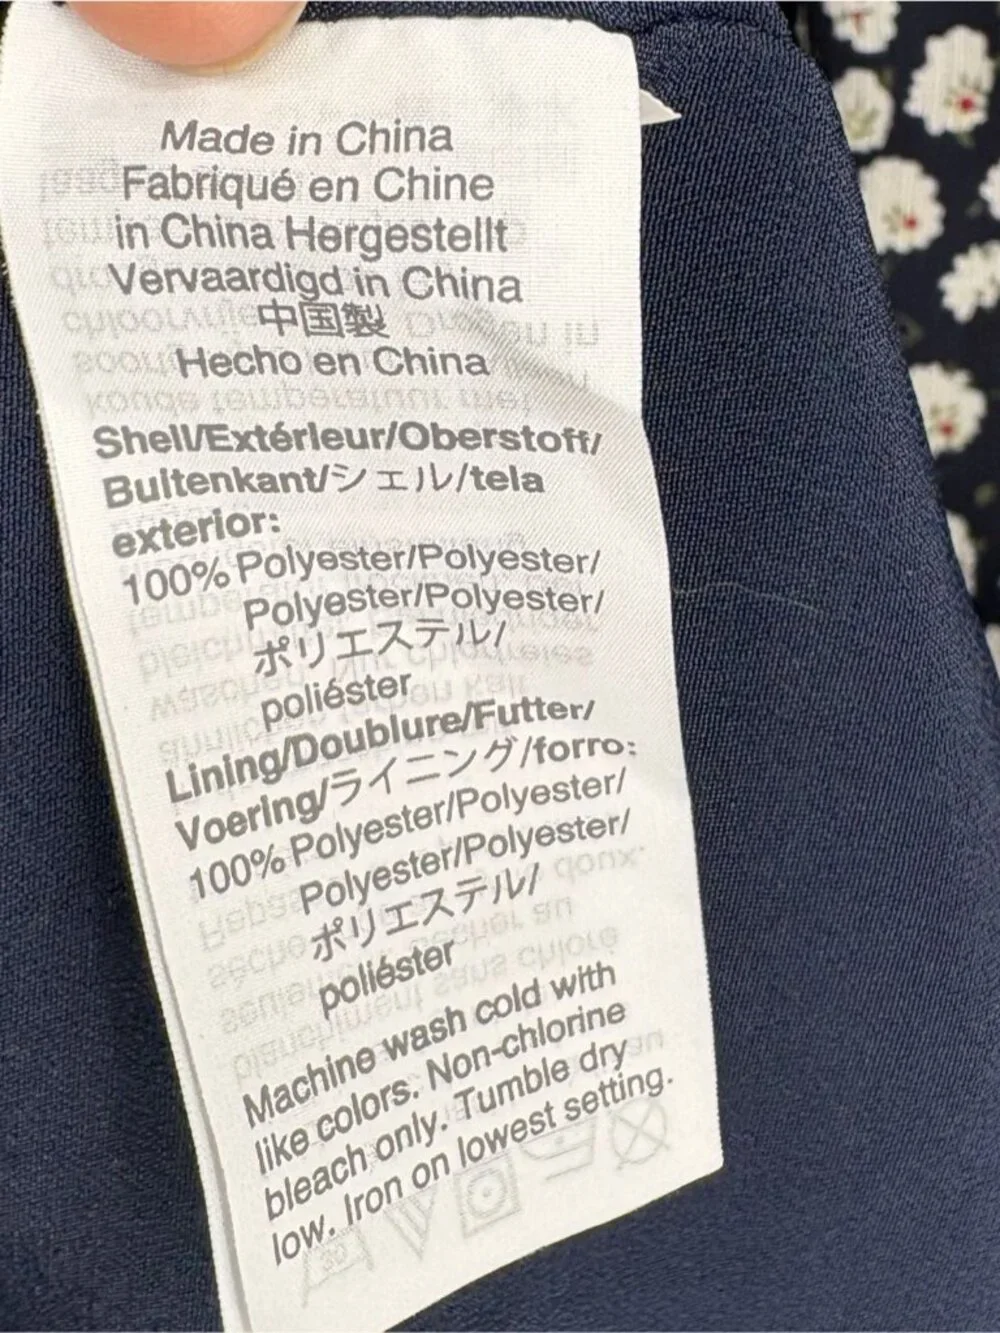 Made in China
Fabriqué en Chine
in China Hergestellt
Vervaardigd in China
中国製
Hecho en China
Shell/Extérieur/Oberstoff/
Buitenkant/シェル/tela
exterior:
100% Polyester/Polyester/
Polyester/Polyester/
ポリエステル/
poliéster
Lining/Doublure/Futter/
Voering/ライニング/forro:
100% Polyester/Polyester/
Polyester/Polyester/
ポリエステル/
poliéster
Machine wash cold with
like colors. Non-chlorine
bleach only. Tumble dry
low. Iron on lowest setting.